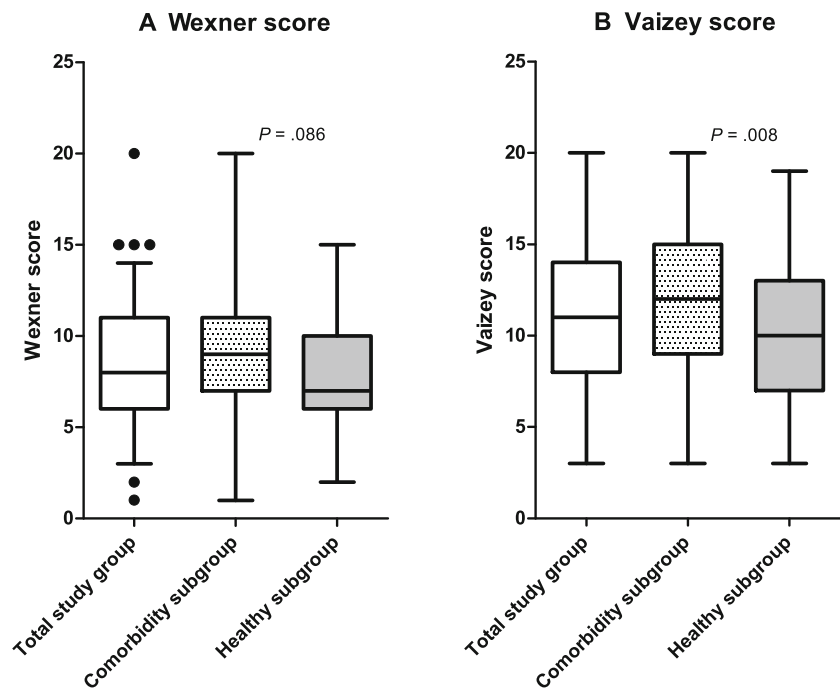 A Wexner score
25
20
15
10
5
0
Wexner score
P = .086
Total study group
Comorbidity subgroup
Healthy subgroup
B Vaizey score
25
20
15
10
5
0
Vaizey score
P = .008
Total study group
Comorbidity subgroup
Healthy subgroup